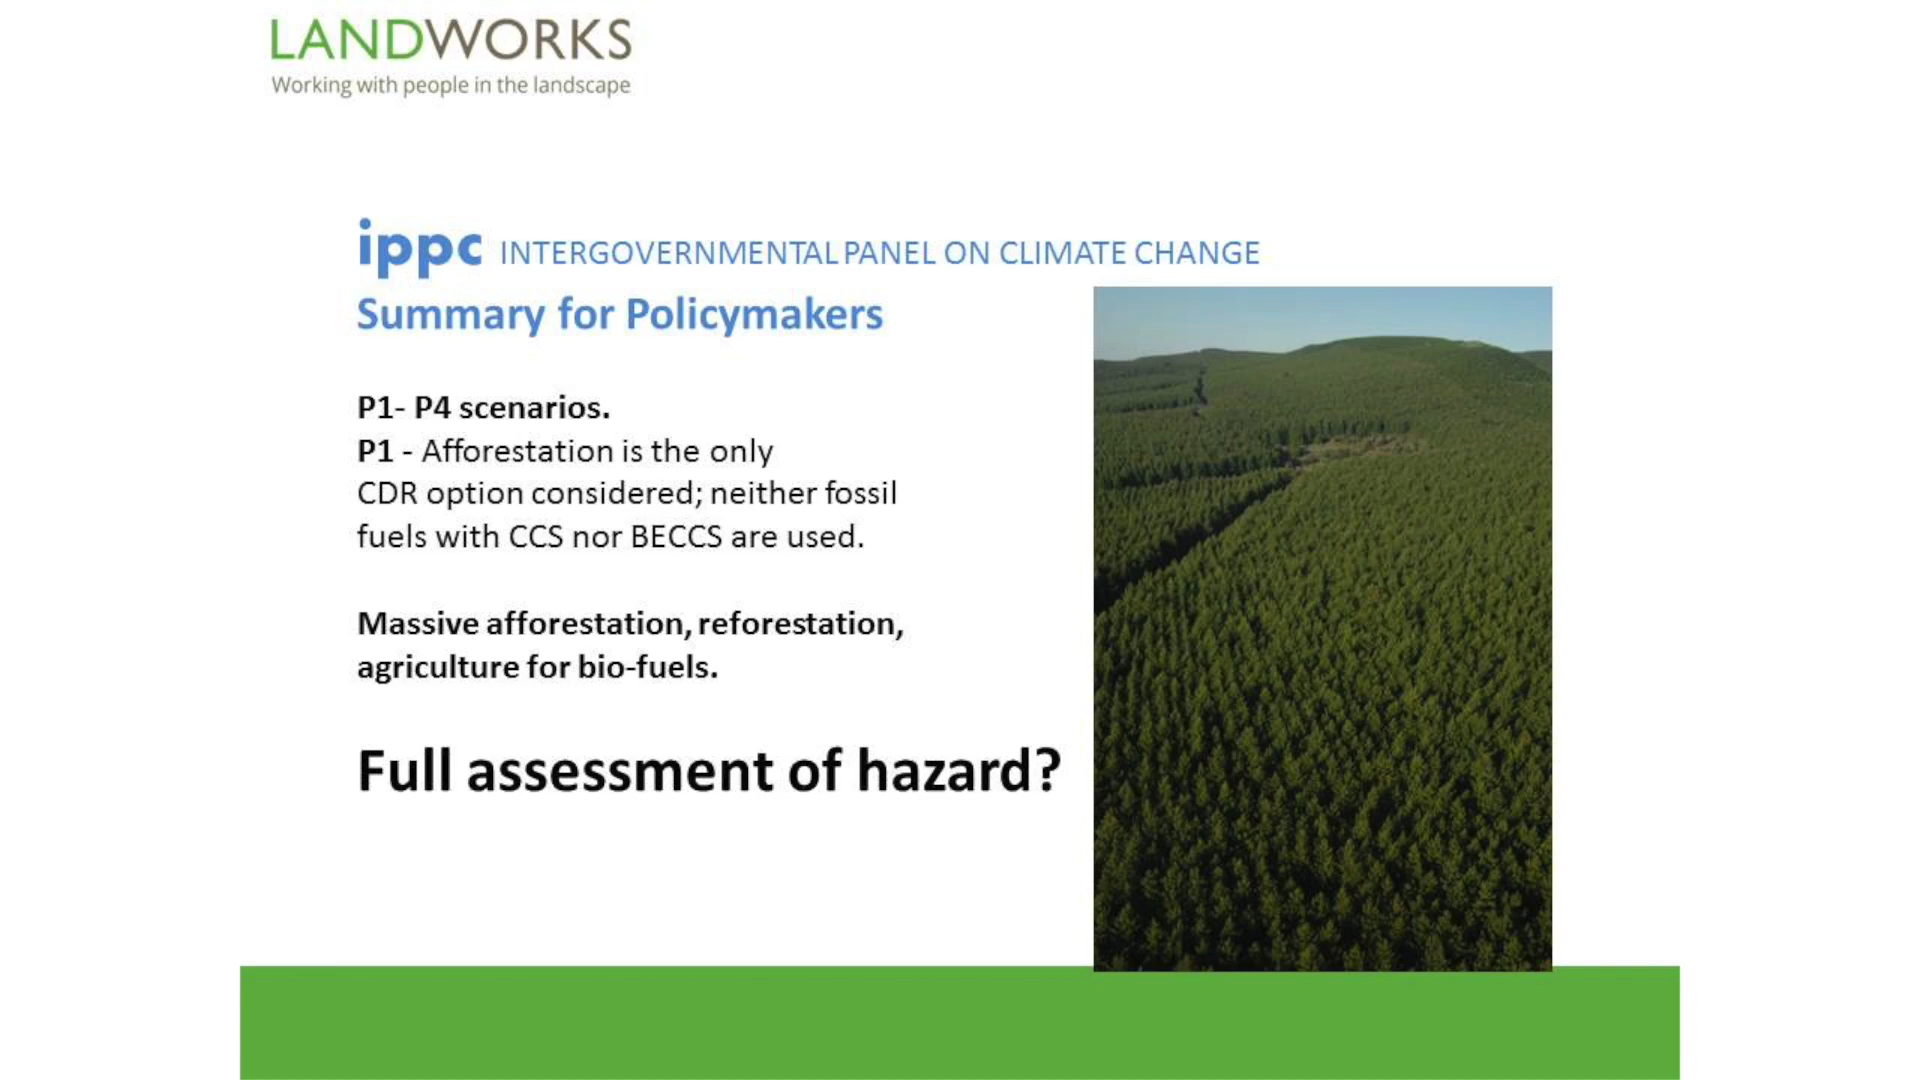 LANDWORKS
Working with people in the landscape
ippc INTERGOVERNMENTAL PANEL ON CLIMATE CHANGE
Summary for Policymakers
P1- P4 scenarios.
P1 - Afforestation is the only
CDR option considered; neither fossil
fuels with CCS nor BECCS are used.
Massive afforestation, reforestation,
agriculture for bio-fuels.
Full assessment of hazard?